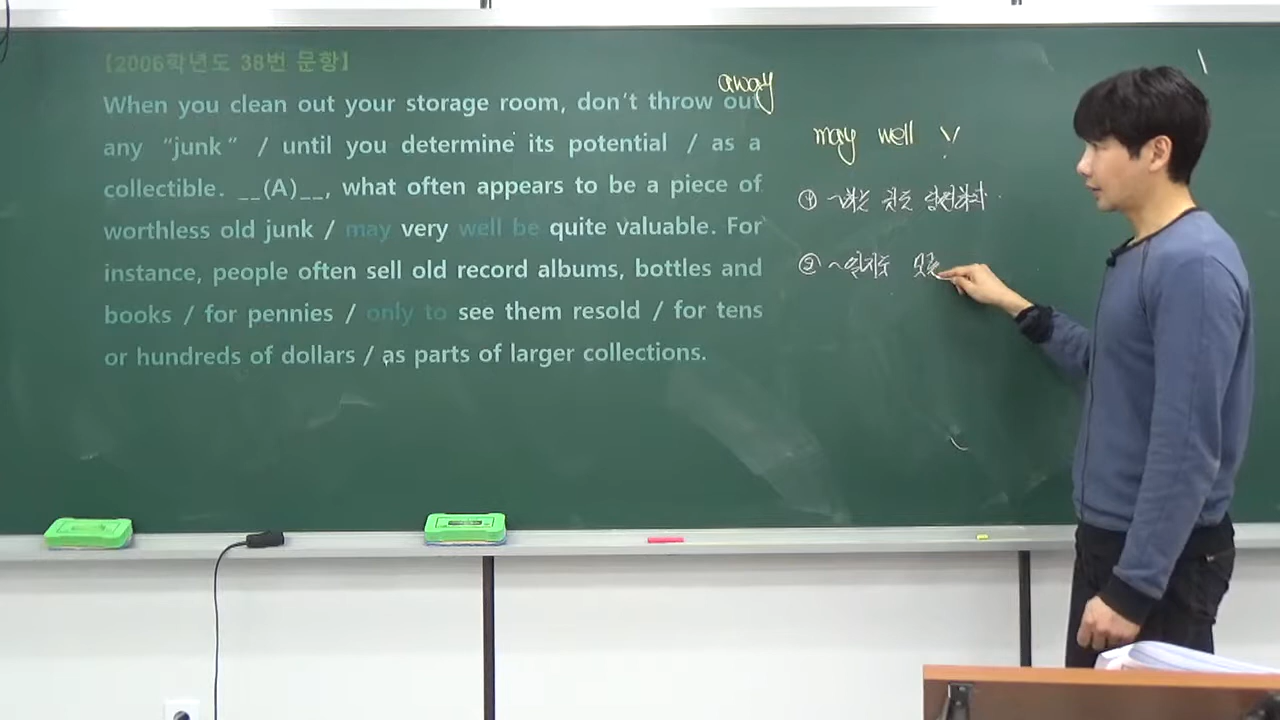 [2006학년도 38번 문항]
away
When you clean out your storage room, don't throw out
any “junk” / until you determine its potential / as a
collectible. __(A)__, what often appears to be a piece of
worthless old junk / may very well be quite valuable. For
instance, people often sell old record albums, bottles and
books / for pennies / only to see them resold / for tens
or hundreds of dollars / as parts of larger collections.
may well V
① ~하는 것은 당연하다
② ~일지도